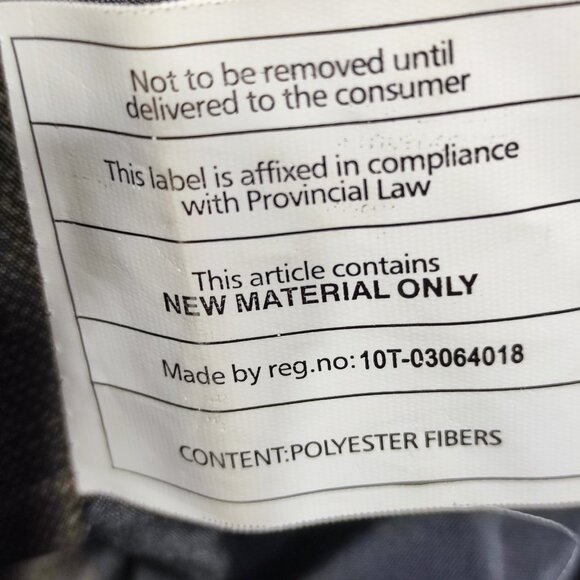 Not to be removed until
delivered to the consumer
This label is affixed in compliance
with Provincial Law
This article contains
NEW MATERIAL ONLY
Made by reg.no:10T-03064018
CONTENT:POLYESTER FIBERS